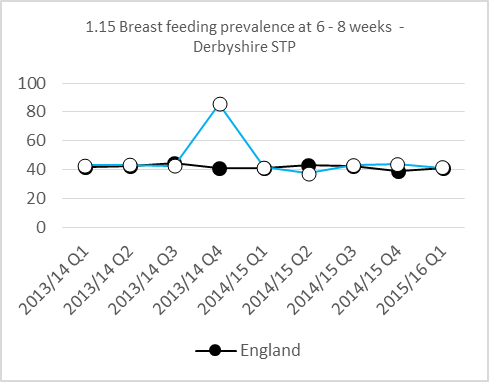 1.15 Breast feeding prevalence at 6 - 8 weeks -
Derbyshire STP
100
80
60
40
20
0
2013/14 Q1
2013/14 Q2
2013/14 Q3
2013/14 Q4
2014/15 Q1
2014/15 Q2
2014/15 Q3
2014/15 Q4
2015/16 Q1
England